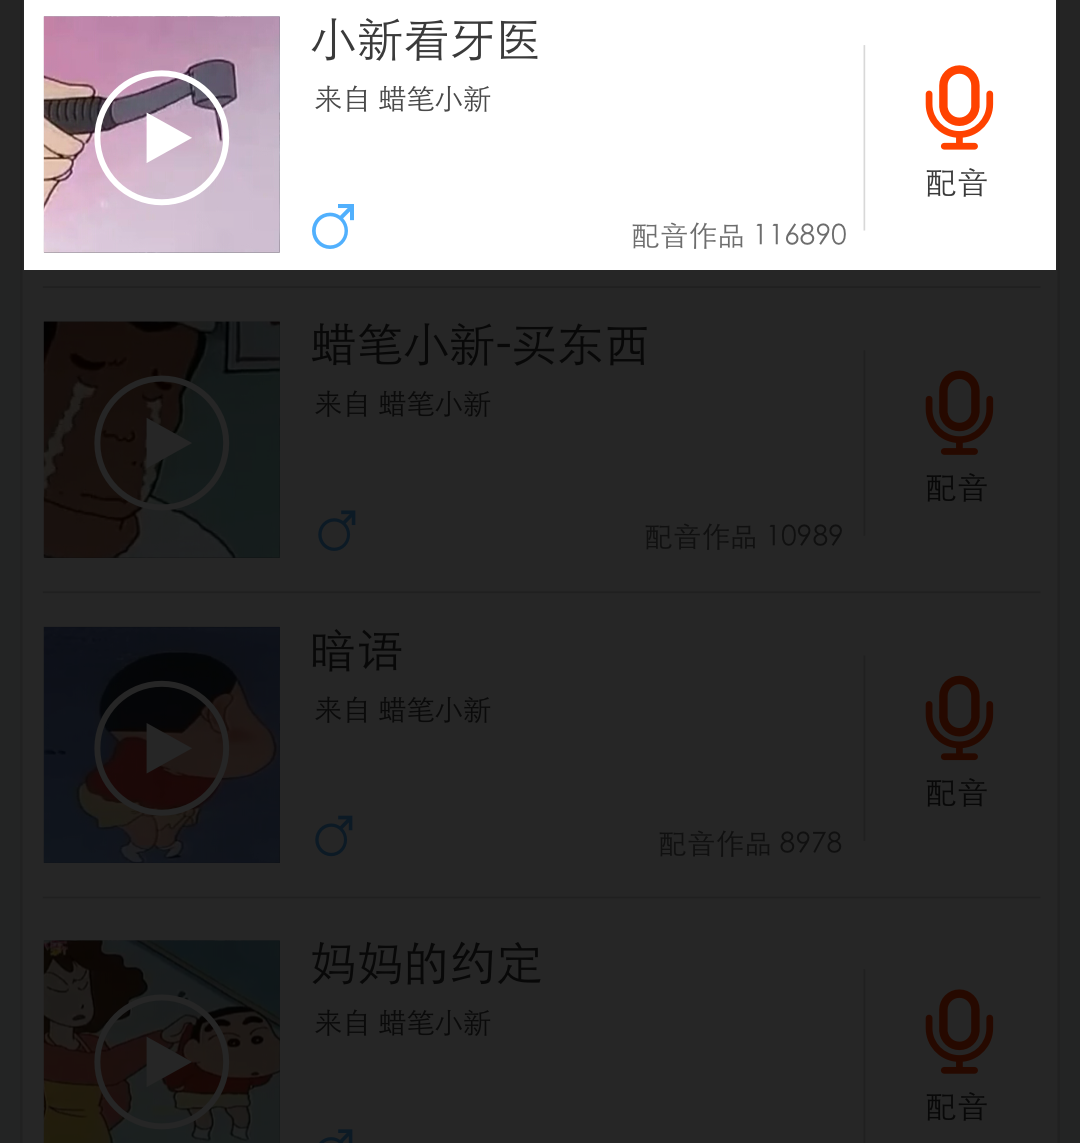 小新看牙医
来自 蜡笔小新
配音
配音作品 116890
蜡笔小新-买东西
来自 蜡笔小新
配音
配音作品 10989
暗语
来自 蜡笔小新
配音
配音作品 8978
妈妈的约定
来自 蜡笔小新
配音